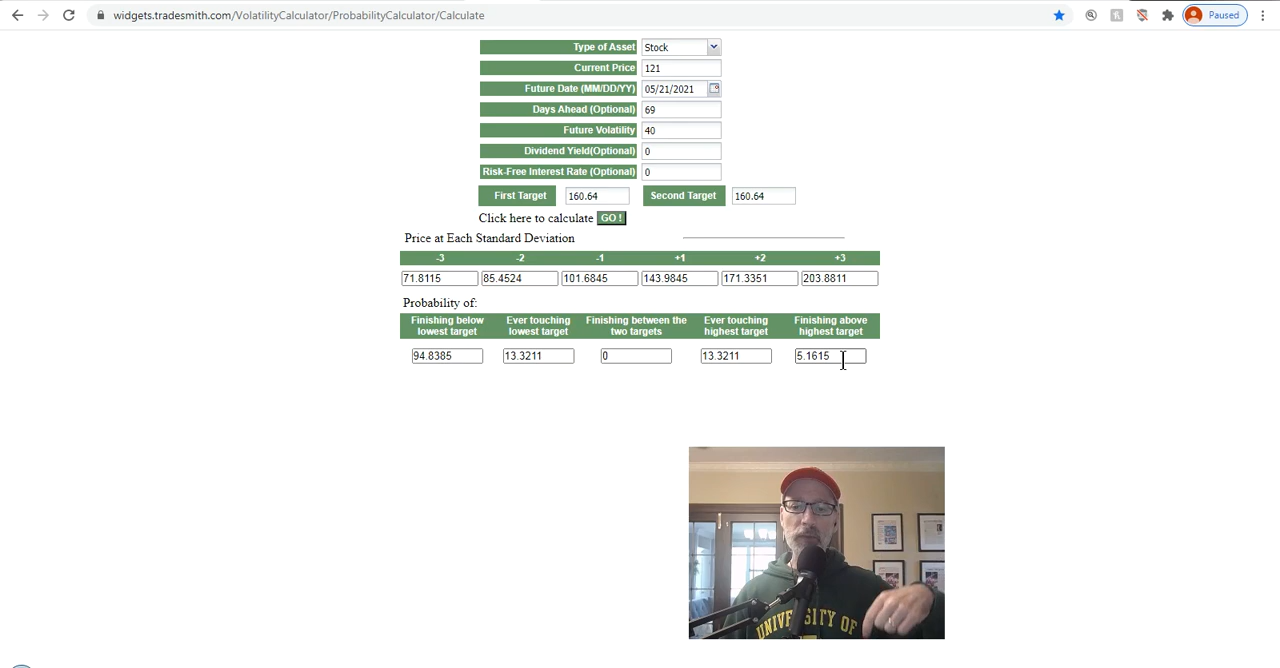 widgets.tradesmith.com/VolatilityCalculator/ProbabilityCalculator/Calculate
Paused
Type of Asset Stock
Current Price 121
Future Date (MM/DD/YY) 05/21/2021
Days Ahead (Optional) 69
Future Volatility 40
Dividend Yield(Optional) 0
Risk-Free Interest Rate (Optional) 0
First Target 160.64 Second Target 160.64
Click here to calculate GO !
Price at Each Standard Deviation
-3 -2 -1 +1 +2 +3
71.8115 85.4524 101.6845 143.9845 171.3351 203.8811
Probability of:
Finishing below Ever touching Finishing between the Ever touching Finishing above
lowest target lowest target two targets highest target highest target
94.8385 13.3211 0 13.3211 5.1615
UNIVERSITY OF